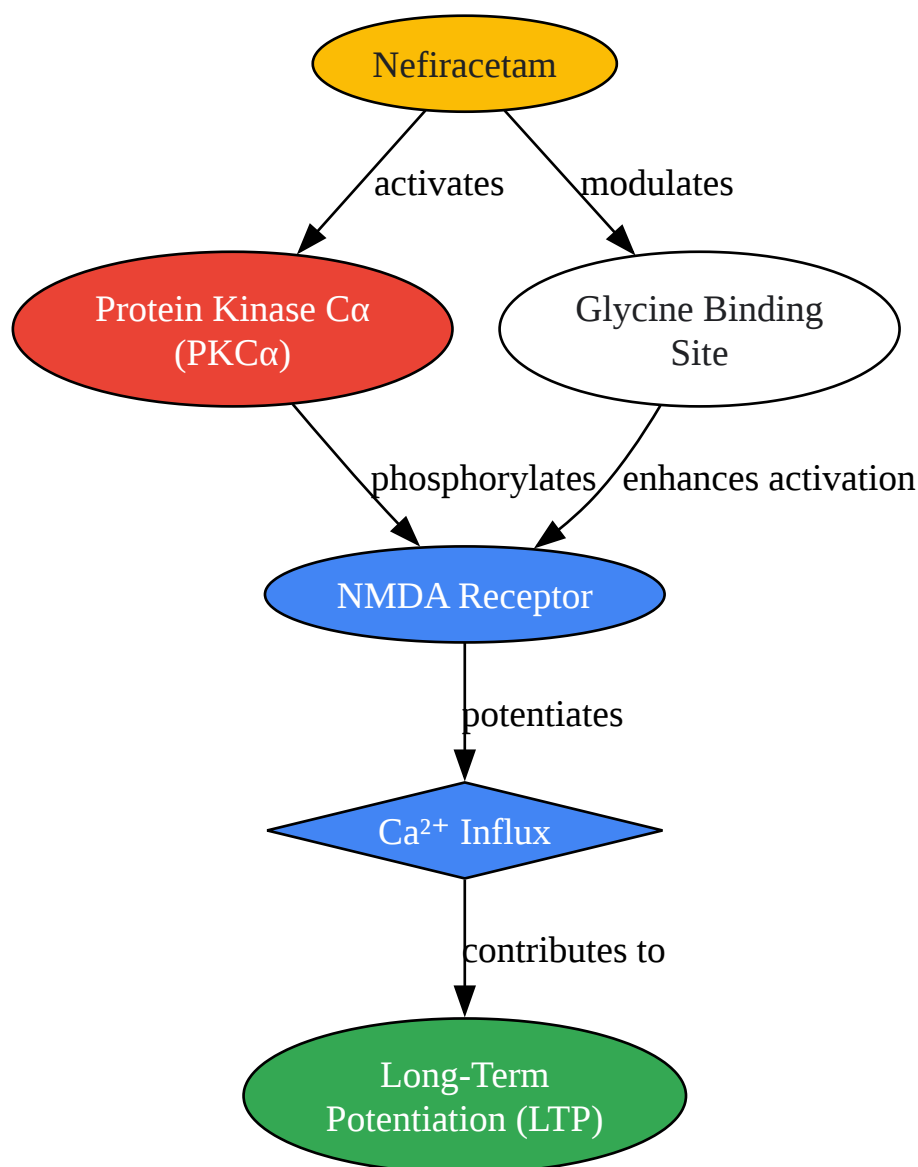 Nefiracetam
activates
modulates
Protein Kinase Cα
(PKCα)
Glycine Binding
Site
phosphorylates
enhances activation
NMDA Receptor
potentiates
Ca²⁺ Influx
contributes to
Long-Term
Potentiation (LTP)